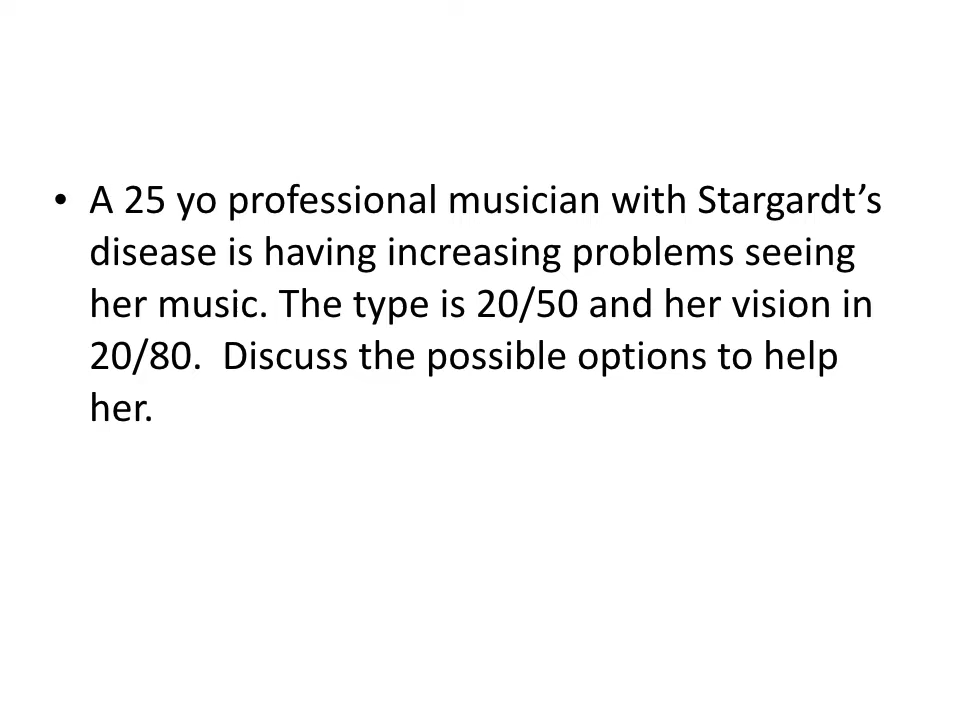 • A 25 yo professional musician with Stargardt’s
disease is having increasing problems seeing
her music. The type is 20/50 and her vision in
20/80.  Discuss the possible options to help
her.